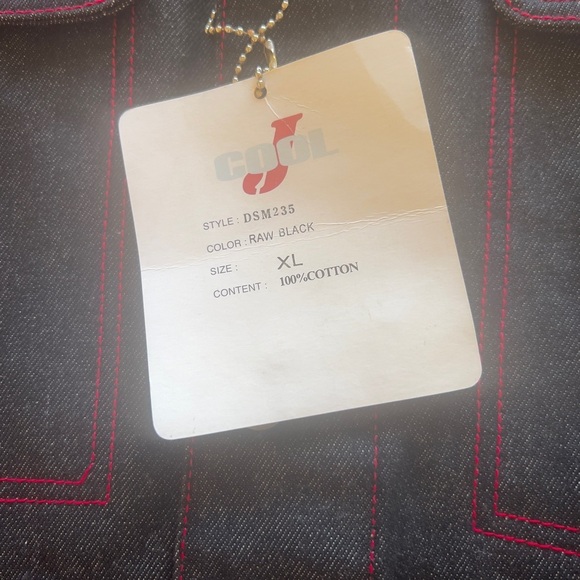 COOL J
STYLE : DSM235
COLOR : RAW BLACK
SIZE : XL
CONTENT : 100%COTTON